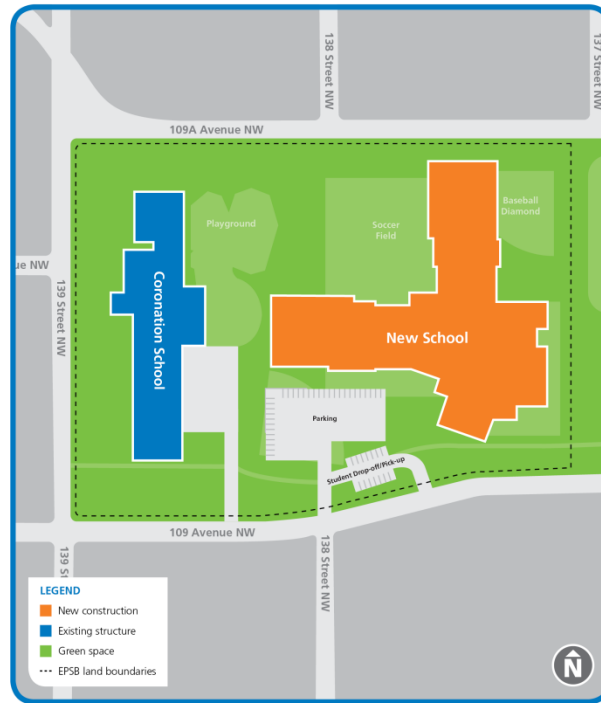 138 Street NW
137 Street NW
109A Avenue NW
Playground
Soccer
Field
Baseball
Diamond
ue NW
139 Street NW
Coronation School
New School
Parking
Student Drop-off/Pick-up
109 Avenue NW
139 St
138 Street NW
LEGEND
New construction
Existing structure
Green space
EPSB land boundaries
N